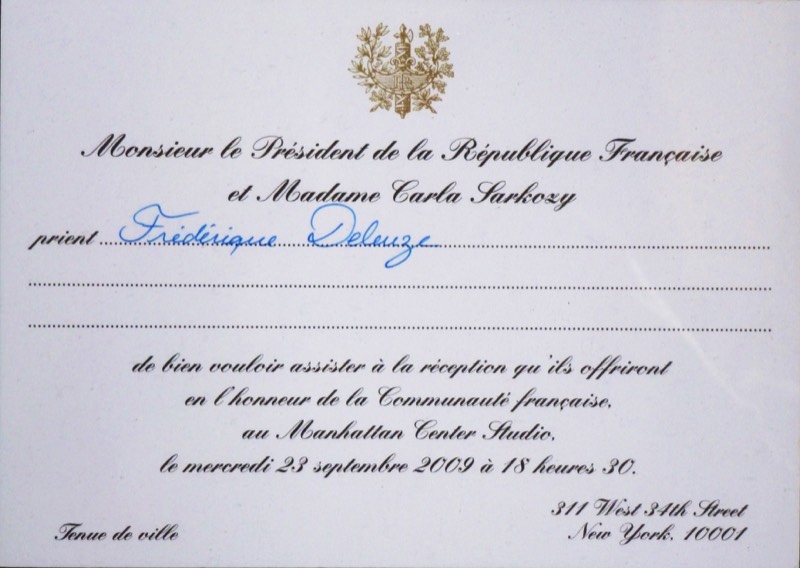 Monsieur le Président de la République Française
et Madame Carla Sarkozy
prient Frédérique Deleuze
de bien vouloir assister à la réception qu'ils offriront
en l'honneur de la Communauté française,
au Manhattan Center Studio,
le mercredi 23 septembre 2009 à 18 heures 30.
311 West 34th Street
Tenue de ville
New York, 10001